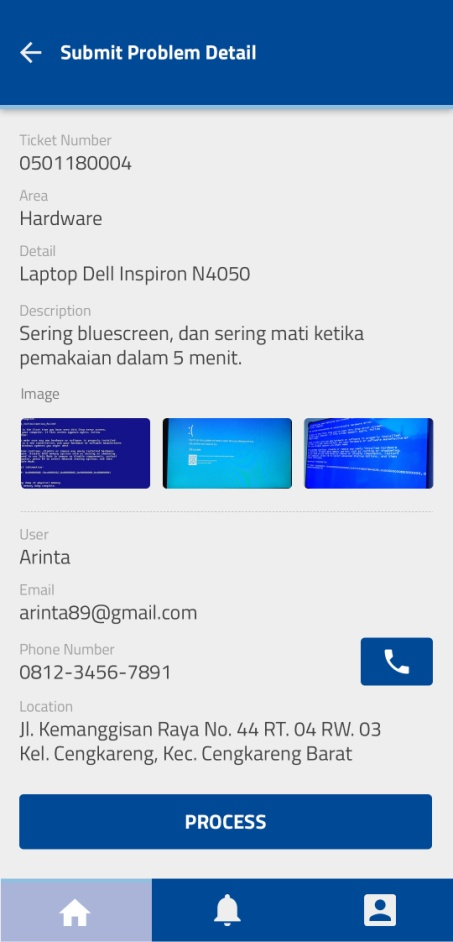 Submit Problem Detail
Ticket Number
0501180004
Area
Hardware
Detail
Laptop Dell Inspiron N4050
Description
Sering bluescreen, dan sering mati ketika
pemakaian dalam 5 menit.
Image
:(
User
Arinta
Email
arinta89@gmail.com
Phone Number
0812-3456-7891
Location
Jl. Kemanggisan Raya No. 44 RT. 04 RW. 03
Kel. Cengkareng, Kec. Cengkareng Barat
PROCESS